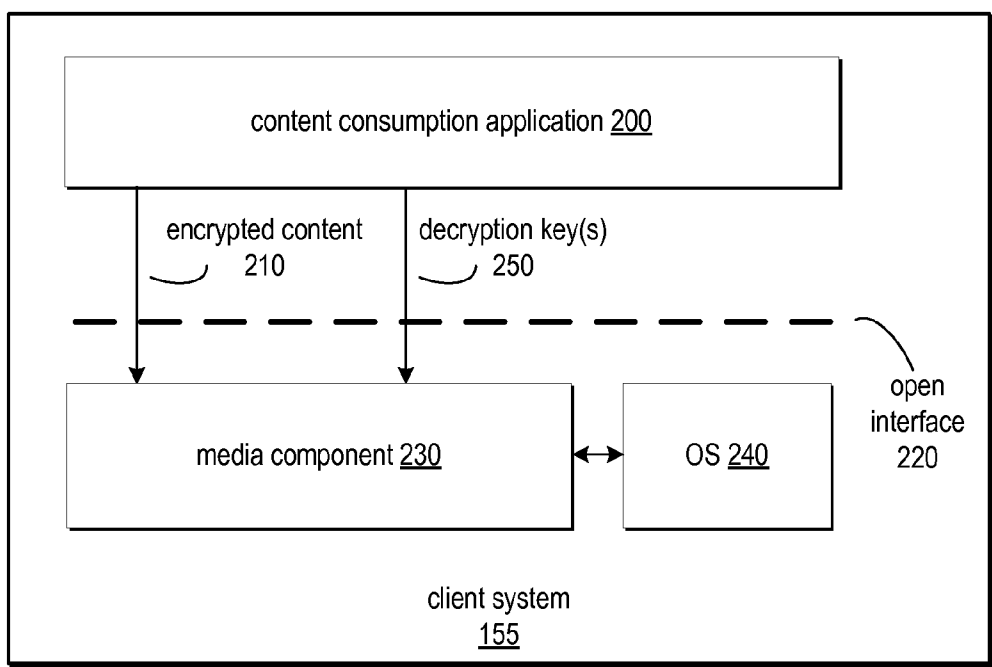 content consumption application 200
encrypted content
210
decryption key(s)
250
open
interface
220
media component 230
OS 240
client system
155